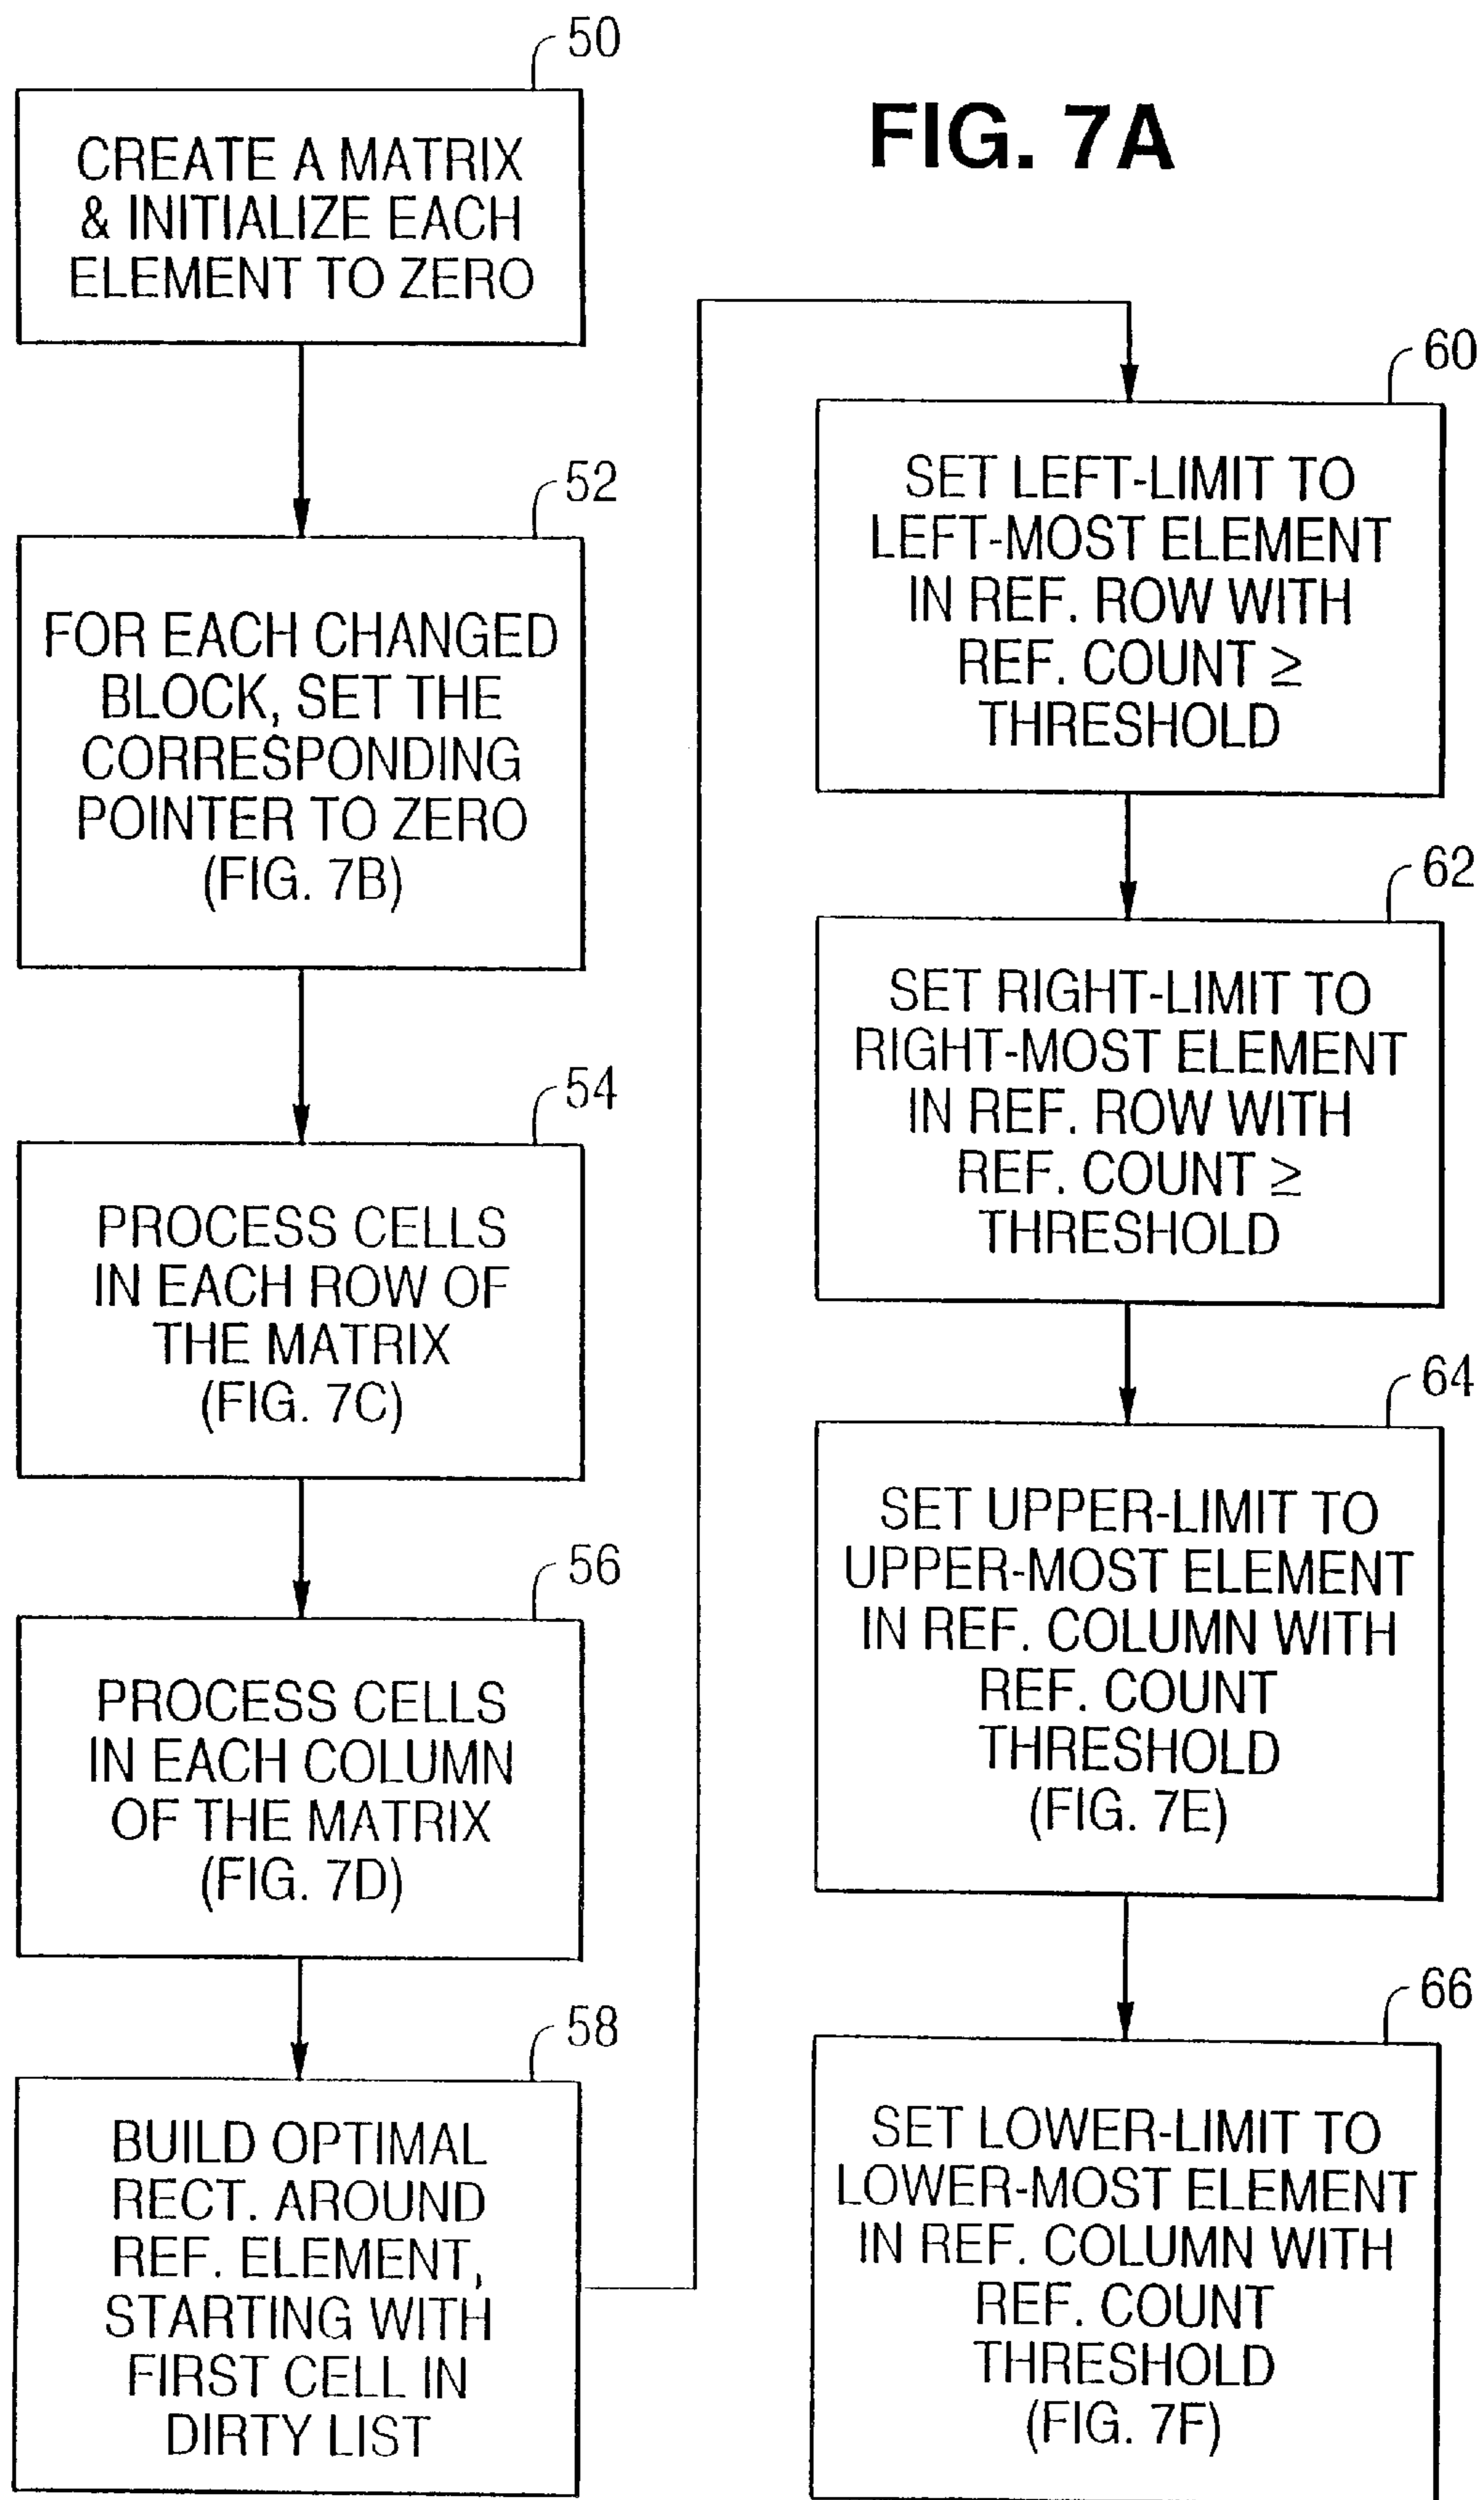 FIG. 7A
50
CREATE A MATRIX
& INITIALIZE EACH
ELEMENT TO ZERO
52
FOR EACH CHANGED
BLOCK, SET THE
CORRESPONDING
POINTER TO ZERO
(FIG. 7B)
54
PROCESS CELLS
IN EACH ROW OF
THE MATRIX
(FIG. 7C)
56
PROCESS CELLS
IN EACH COLUMN
OF THE MATRIX
(FIG. 7D)
58
BUILD OPTIMAL
RECT. AROUND
REF. ELEMENT,
STARTING WITH
FIRST CELL IN
DIRTY LIST
60
SET LEFT-LIMIT TO
LEFT-MOST ELEMENT
IN REF. ROW WITH
REF. COUNT ≥
THRESHOLD
62
SET RIGHT-LIMIT TO
RIGHT-MOST ELEMENT
IN REF. ROW WITH
REF. COUNT ≥
THRESHOLD
64
SET UPPER-LIMIT TO
UPPER-MOST ELEMENT
IN REF. COLUMN WITH
REF. COUNT
THRESHOLD
(FIG. 7E)
66
SET LOWER-LIMIT TO
LOWER-MOST ELEMENT
IN REF. COLUMN WITH
REF. COUNT
THRESHOLD
(FIG. 7F)